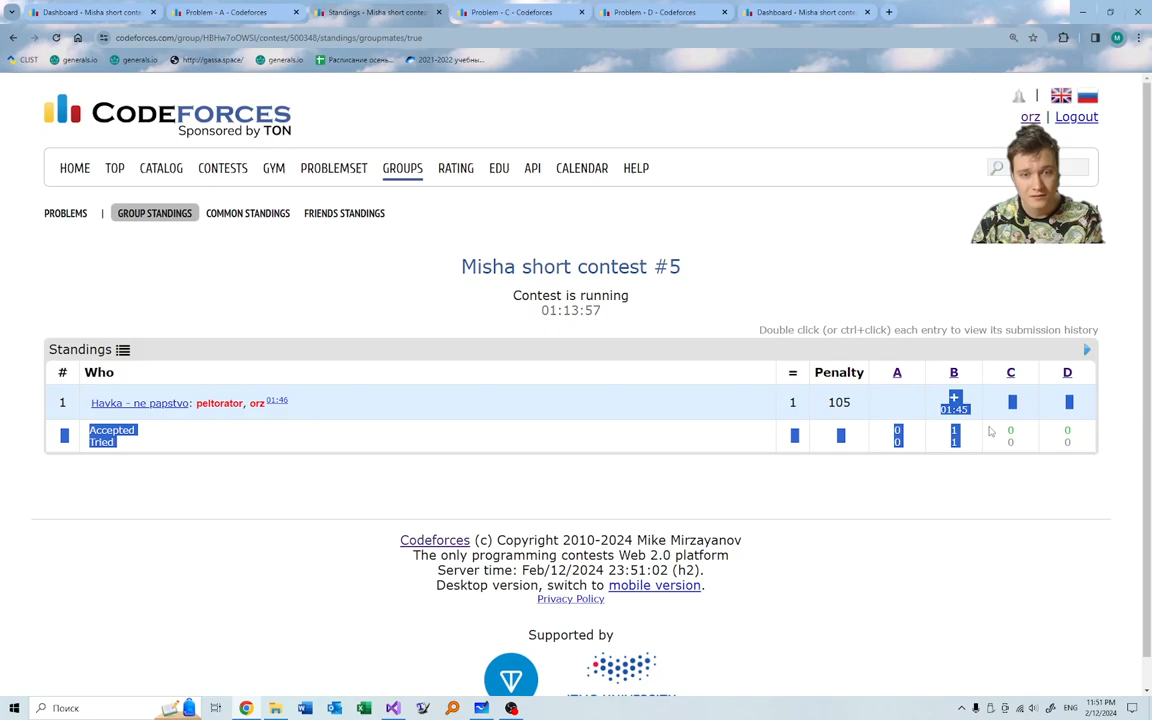 Dashboard - Misha short conte
Problem - A - Codeforces
Standings - Misha short contes
Problem - C - Codeforces
Problem - D - Codeforces
Dashboard - Misha short conte
codeforces.com/group/HBHw7oOWSI/contest/500348/standings/groupmates/true
CLIST
generals.io
generals.io
http://gassa.space/
generals.io
Расписание осень...
2021-2022 учебны...
CODEFORCES
Sponsored by TON
orz | Logout
HOME TOP CATALOG CONTESTS GYM PROBLEMSET GROUPS RATING EDU API CALENDAR HELP
PROBLEMS | GROUP STANDINGS COMMON STANDINGS FRIENDS STANDINGS
Misha short contest #5
Contest is running
01:13:57
Double click (or ctrl+click) each entry to view its submission history
Standings
# Who = Penalty A B C D
1 Havka - ne papstvo: peltorator, orz 01:46 1 105 +
01:45
Accepted 0 1 0 0
Tried 0 1 0 0
Codeforces (c) Copyright 2010-2024 Mike Mirzayanov
The only programming contests Web 2.0 platform
Server time: Feb/12/2024 23:51:02 (h2).
Desktop version, switch to mobile version.
Privacy Policy
Supported by
ITMO UNIVERSITY
Поиск
ENG
11:51 PM
2/12/2024